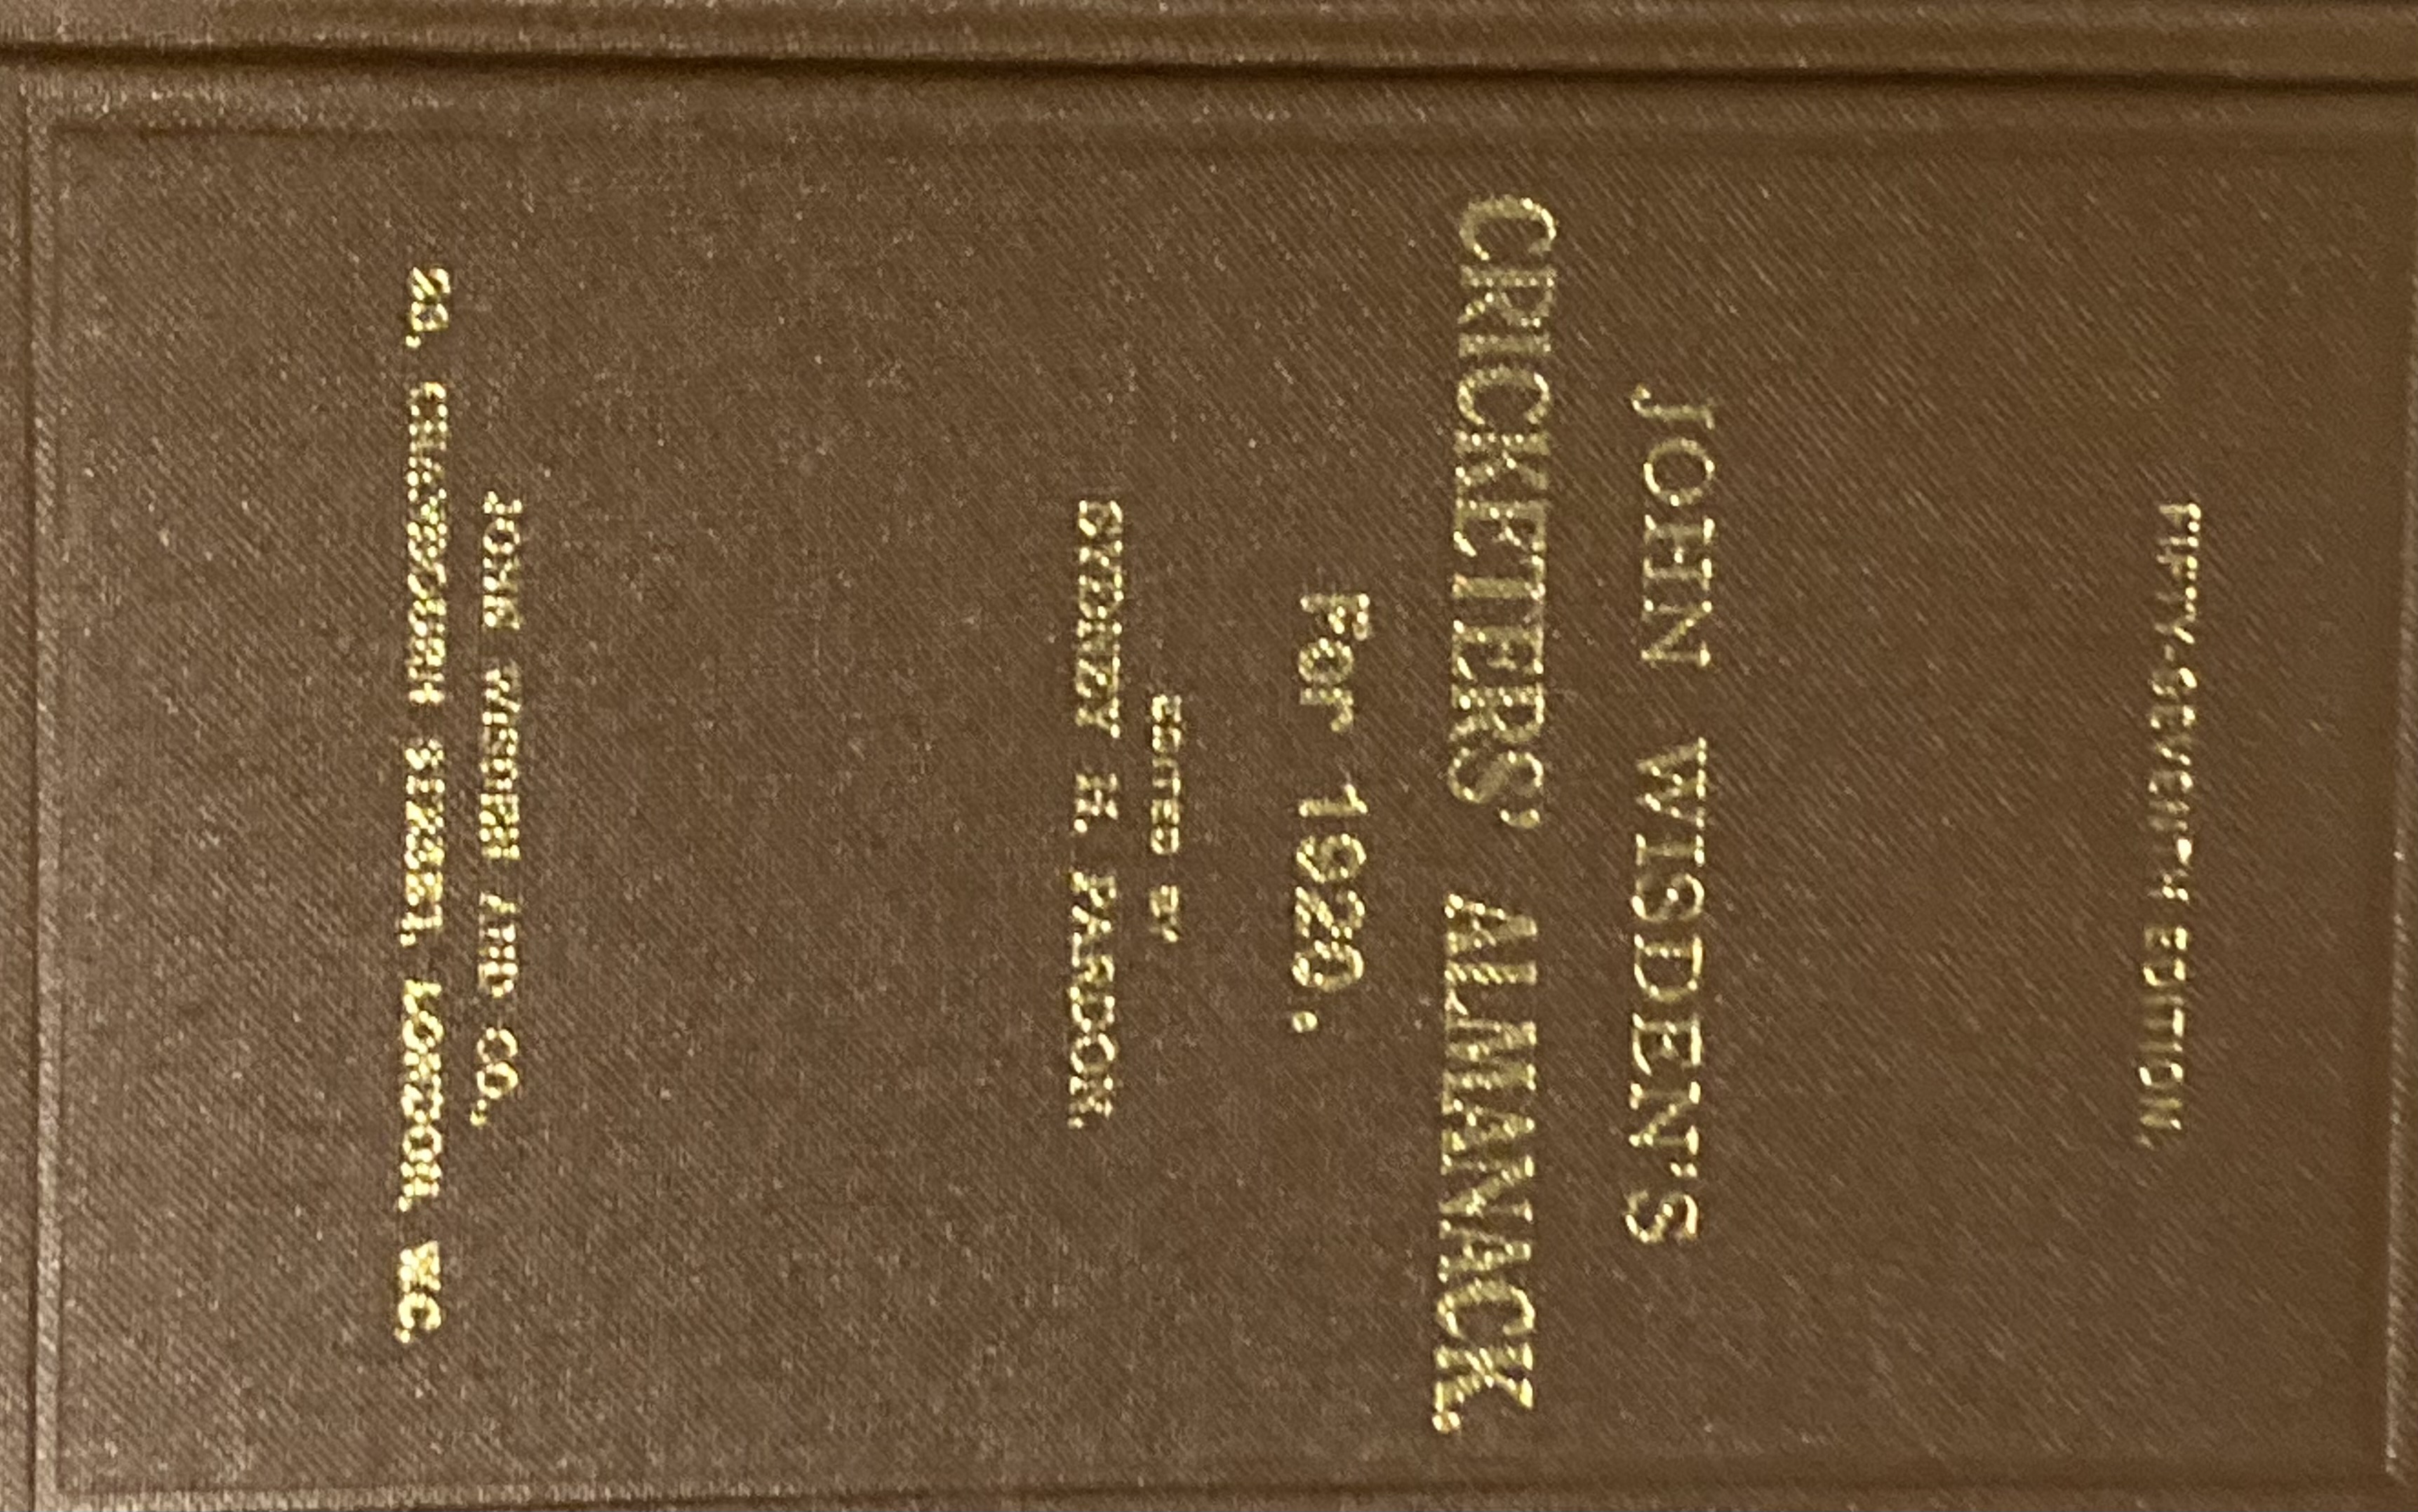 FIFTY-SEVENTH EDITION.
JOHN WISDEN'S
CRICKETERS' ALMANACK.
For 1920.
EDITED BY
SYDNEY H. PARDON.
JOHN WISDEN AND CO.,
CRANBOURN STREET, LONDON, W.C.